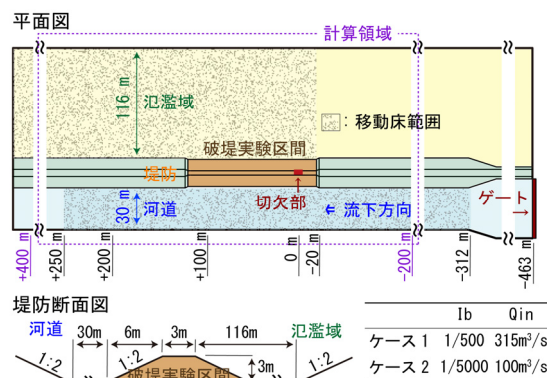 平面図
計算領域
116 m
氾濫域
：移動床範囲
破堤実験区間
堤防
切欠部
30 m
河道
⇐ 流下方向
ゲート
+400 m
+250 m
+200 m
+100 m
0 m
-20 m
-200 m
-312 m
-463 m
堤防断面図
河道 30m 6m 3m 116m 氾濫域
1:2 1:2 3m 1:2
破堤実験区間
Ib Qin
ケース1 1/500 315m³/s
ケース2 1/5000 100m³/s